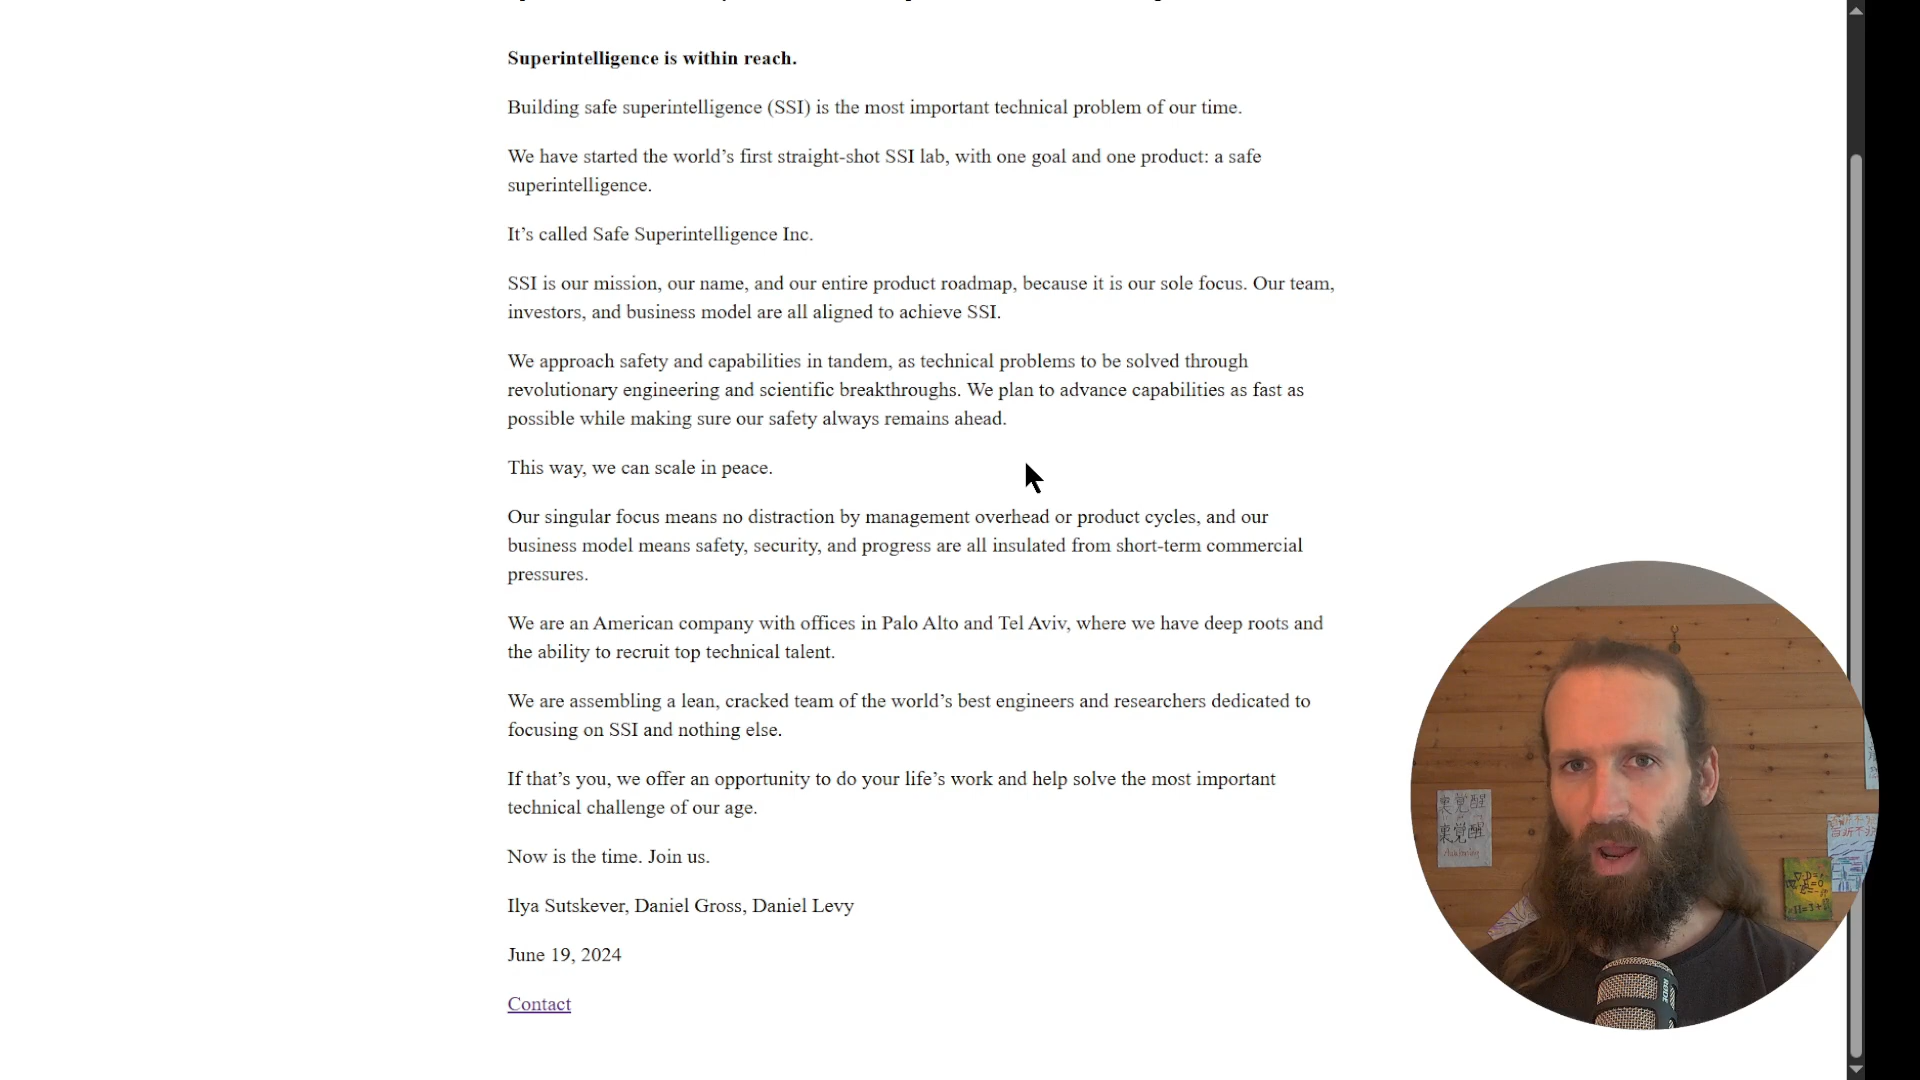 Superintelligence is within reach.
Building safe superintelligence (SSI) is the most important technical problem of our time.
We have started the world’s first straight-shot SSI lab, with one goal and one product: a safe
superintelligence.
It’s called Safe Superintelligence Inc.
SSI is our mission, our name, and our entire product roadmap, because it is our sole focus. Our team,
investors, and business model are all aligned to achieve SSI.
We approach safety and capabilities in tandem, as technical problems to be solved through
revolutionary engineering and scientific breakthroughs. We plan to advance capabilities as fast as
possible while making sure our safety always remains ahead.
This way, we can scale in peace.
Our singular focus means no distraction by management overhead or product cycles, and our
business model means safety, security, and progress are all insulated from short-term commercial
pressures.
We are an American company with offices in Palo Alto and Tel Aviv, where we have deep roots and
the ability to recruit top technical talent.
We are assembling a lean, cracked team of the world’s best engineers and researchers dedicated to
focusing on SSI and nothing else.
If that’s you, we offer an opportunity to do your life’s work and help solve the most important
technical challenge of our age.
Now is the time. Join us.
Ilya Sutskever, Daniel Gross, Daniel Levy
June 19, 2024
Contact
覚醒
覚醒
RØDE